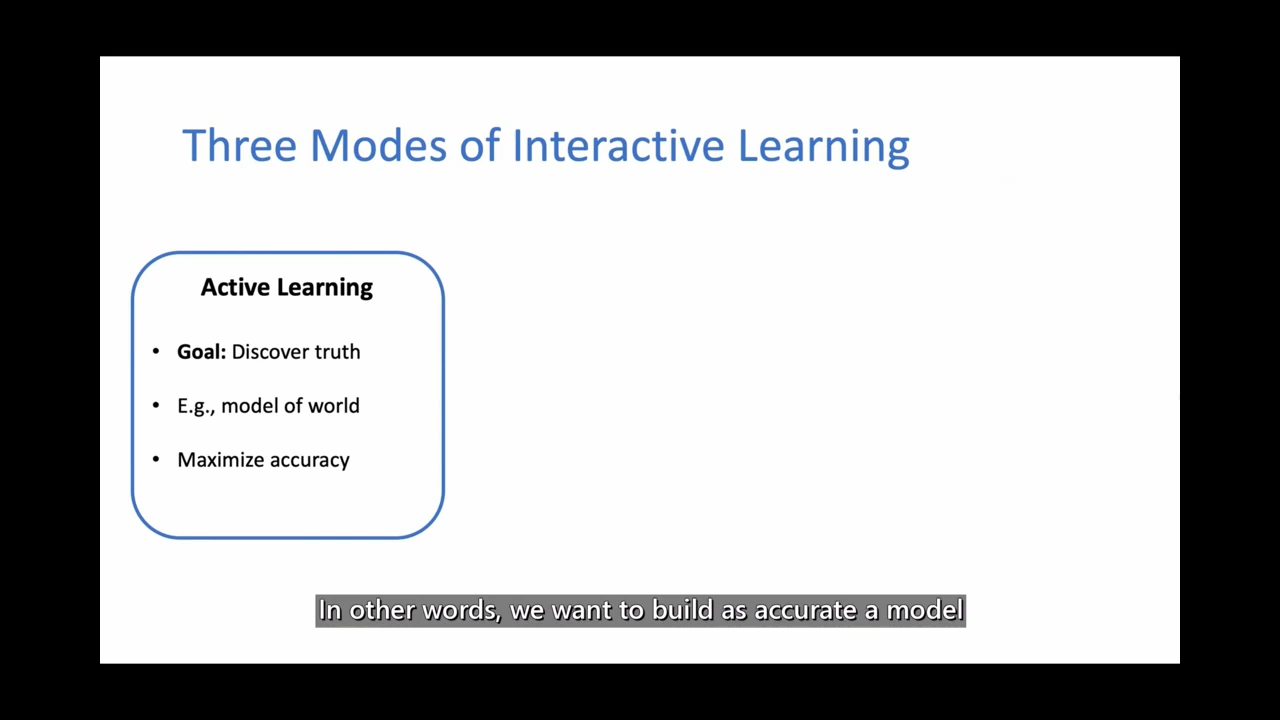 Three Modes of Interactive Learning
Active Learning
• Goal: Discover truth
• E.g., model of world
• Maximize accuracy
In other words, we want to build as accurate a model